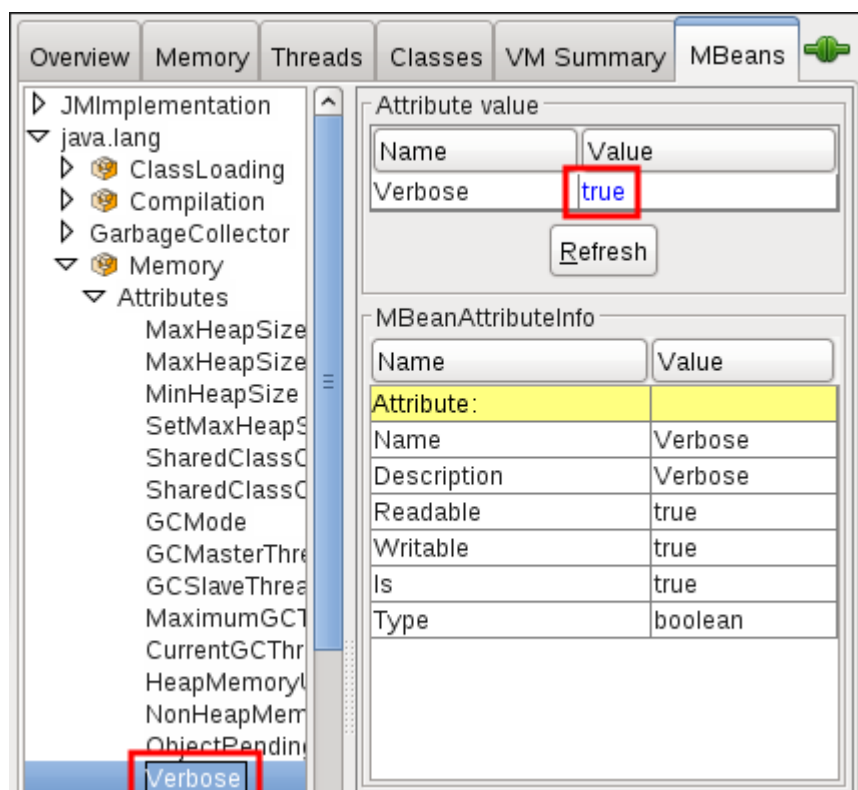 Overview Memory Threads Classes VM Summary MBeans
JMImplementation
java.lang
ClassLoading
Compilation
GarbageCollector
Memory
Attributes
MaxHeapSize
MaxHeapSize
MinHeapSize
SetMaxHeapS
SharedClassC
SharedClassC
GCMode
GCMasterThre
GCSlaveThrea
MaximumGCT
CurrentGCThr
HeapMemoryU
NonHeapMem
ObjectPending
Verbose
Attribute value
Name Value
Verbose true
Refresh
MBeanAttributeInfo
Name Value
Attribute:
Name Verbose
Description Verbose
Readable true
Writable true
Is true
Type boolean